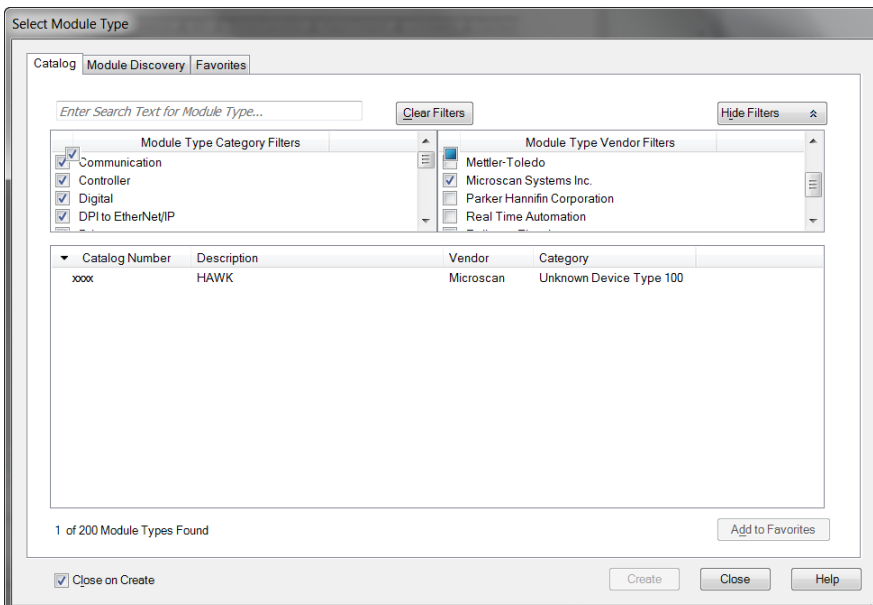 Select Module Type
Catalog Module Discovery Favorites
Enter Search Text for Module Type...
Clear Filters
Hide Filters
Module Type Category Filters
Communication
Controller
Digital
DPI to EtherNet/IP
Module Type Vendor Filters
Mettler-Toledo
Microscan Systems Inc.
Parker Hannifin Corporation
Real Time Automation
Catalog Number Description Vendor Category
xxxx HAWK Microscan Unknown Device Type 100
1 of 200 Module Types Found
Add to Favorites
Close on Create
Create
Close
Help